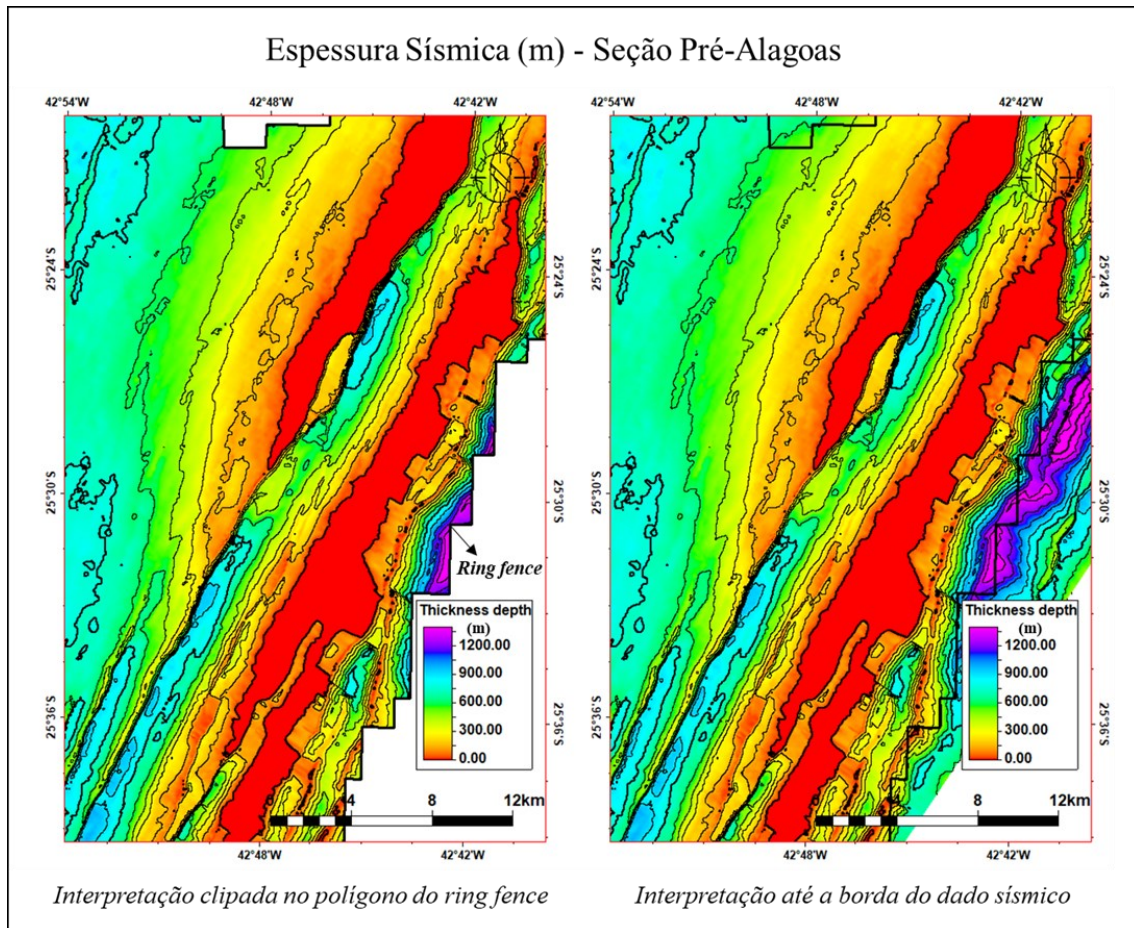 Espessura Sísmica (m) - Seção Pré-Alagoas
42°54'W 42°48'W 42°42'W
42°54'W 42°48'W 42°42'W
25°24'S 25°24'S
25°24'S 25°24'S
25°30'S 25°30'S
25°30'S 25°30'S
Ring fence
Thickness depth
(m)
1200.00
900.00
600.00
300.00
0.00
Thickness depth
(m)
1200.00
900.00
600.00
300.00
0.00
25°36'S 25°36'S
25°36'S 25°36'S
0 4 8 12km
0 4 8 12km
42°48'W 42°42'W
42°48'W 42°42'W
Interpretação clipada no polígono do ring fence
Interpretação até a borda do dado sísmico